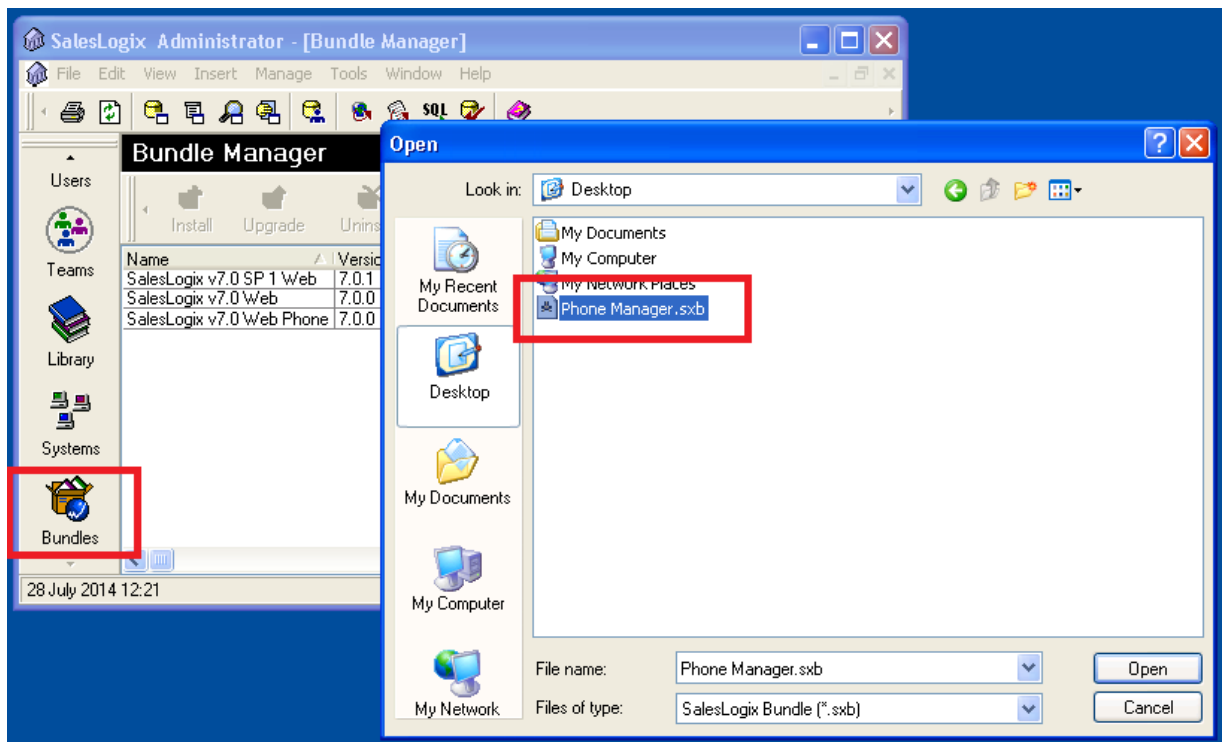 SalesLogix Administrator - [Bundle Manager]
File Edit View Insert Manage Tools Window Help
SQL
Users
Teams
Library
Systems
Bundles
Bundle Manager
Install Upgrade Unins
Name Versio
SalesLogix v7.0 SP 1 Web 7.0.1
SalesLogix v7.0 Web 7.0.0
SalesLogix v7.0 Web Phone 7.0.0
28 July 2014 12:21
Open
Look in: Desktop
My Recent
Documents
Desktop
My Documents
My Computer
My Network
My Documents
My Computer
My Network Places
Phone Manager.sxb
File name: Phone Manager.sxb Open
Files of type: SalesLogix Bundle (*.sxb) Cancel